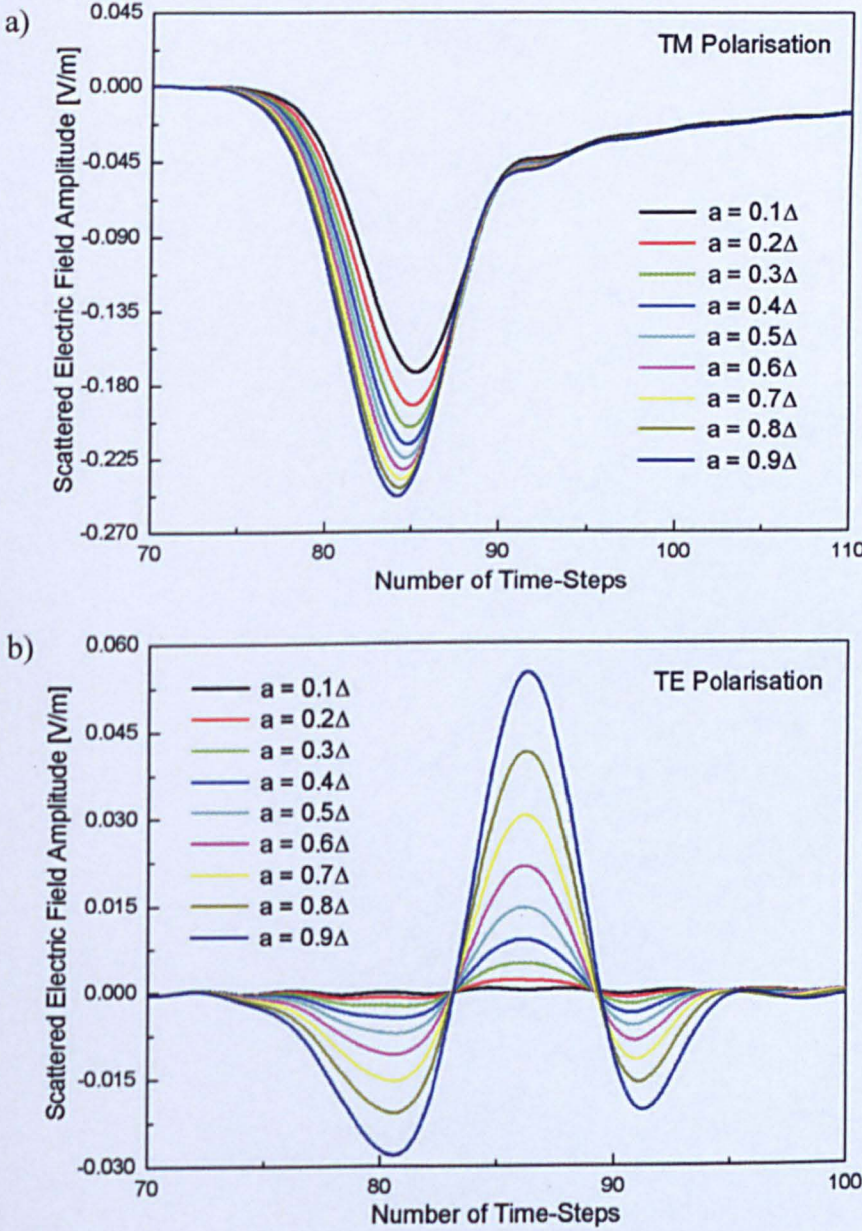 a)
TM Polarisation
Scattered Electric Field Amplitude [V/m]
0.045
0.000
-0.045
-0.090
-0.135
-0.180
-0.225
-0.270
a = 0.1Δ
a = 0.2Δ
a = 0.3Δ
a = 0.4Δ
a = 0.5Δ
a = 0.6Δ
a = 0.7Δ
a = 0.8Δ
a = 0.9Δ
70 80 90 100 110
Number of Time-Steps
b)
TE Polarisation
Scattered Electric Field Amplitude [V/m]
0.060
0.045
0.030
0.015
0.000
-0.015
-0.030
a = 0.1Δ
a = 0.2Δ
a = 0.3Δ
a = 0.4Δ
a = 0.5Δ
a = 0.6Δ
a = 0.7Δ
a = 0.8Δ
a = 0.9Δ
70 80 90 100
Number of Time-Steps